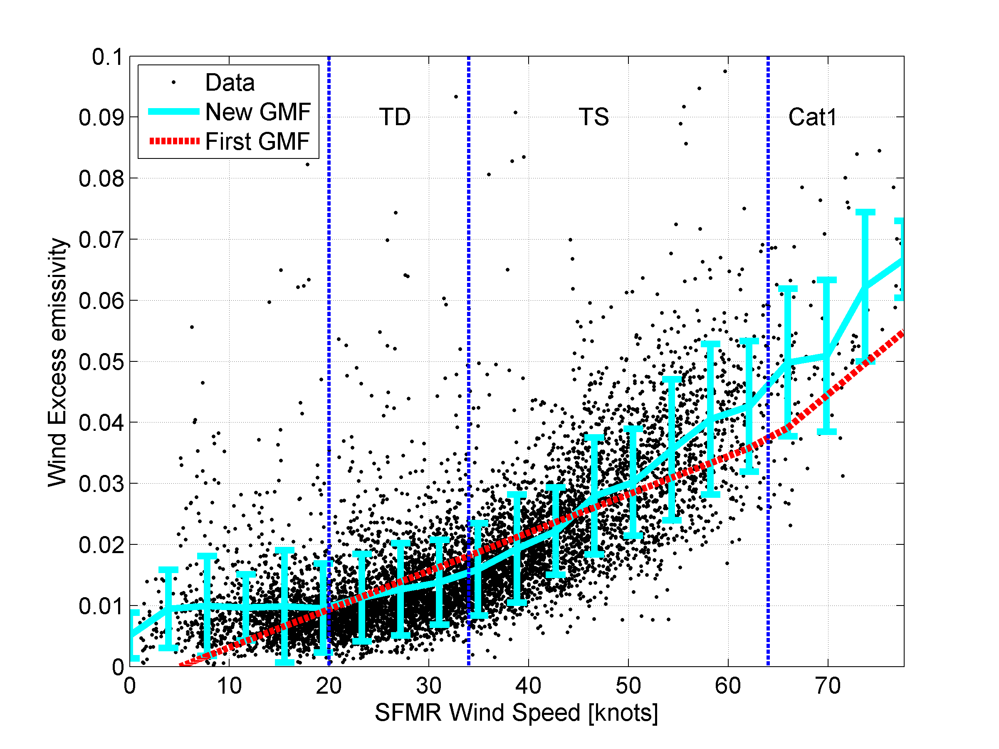 0.1
0.09
0.08
0.07
0.06
0.05
0.04
0.03
0.02
0.01
0
Wind Excess emissivity
Data
New GMF
First GMF
TD
TS
Cat1
0 10 20 30 40 50 60 70
SFMR Wind Speed [knots]